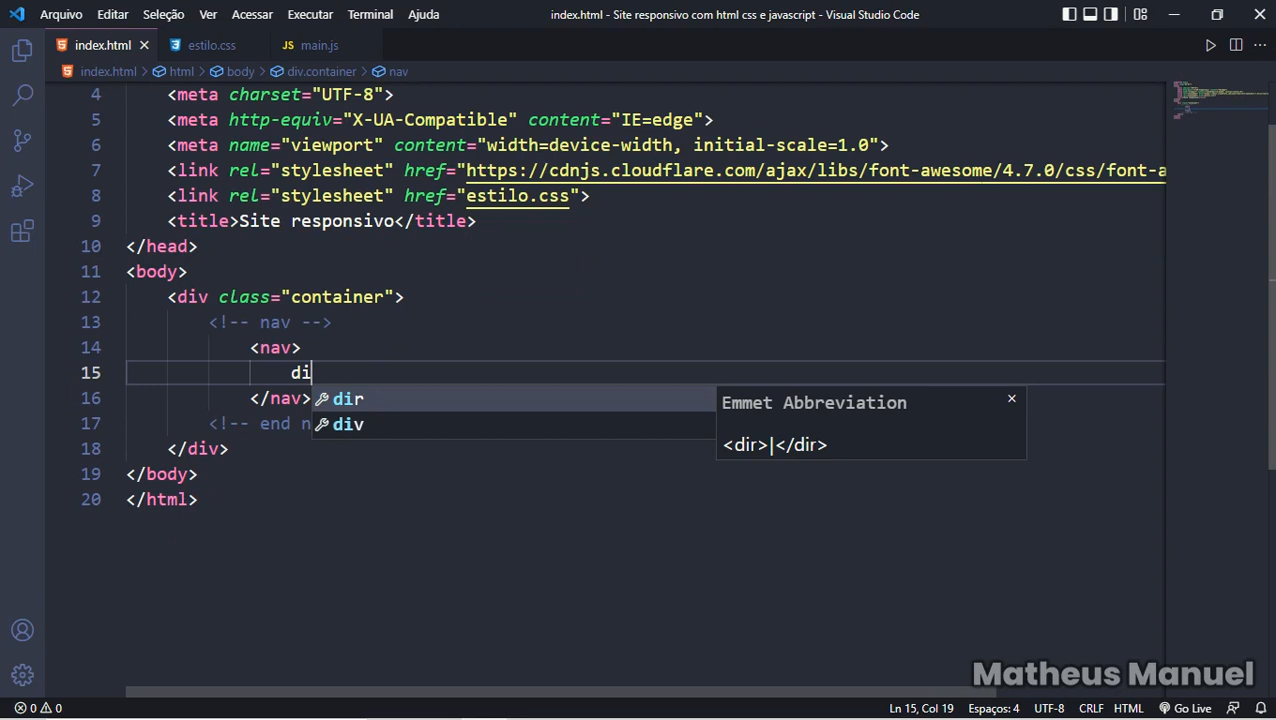 Arquivo Editar Seleção Ver Acessar Executar Terminal Ajuda index.html - Site responsivo com html css e javascript - Visual Studio Code
index.html estilo.css JS main.js
index.html > html > body > div.container > nav
4 <meta charset="UTF-8">
5 <meta http-equiv="X-UA-Compatible" content="IE=edge">
6 <meta name="viewport" content="width=device-width, initial-scale=1.0">
7 <link rel="stylesheet" href="https://cdnjs.cloudflare.com/ajax/libs/font-awesome/4.7.0/css/font-a
8 <link rel="stylesheet" href="estilo.css">
9 <title>Site responsivo</title>
10 </head>
11 <body>
12 <div class="container">
13 <!-- nav -->
14 <nav>
15 di
16 </nav>
17 <!-- end n
18 </div>
19 </body>
20 </html>
dir
div
Emmet Abbreviation
<dir>|</dir>
Matheus Manuel
0 0 Ln 15, Col 19 Espaços: 4 UTF-8 CRLF HTML Go Live